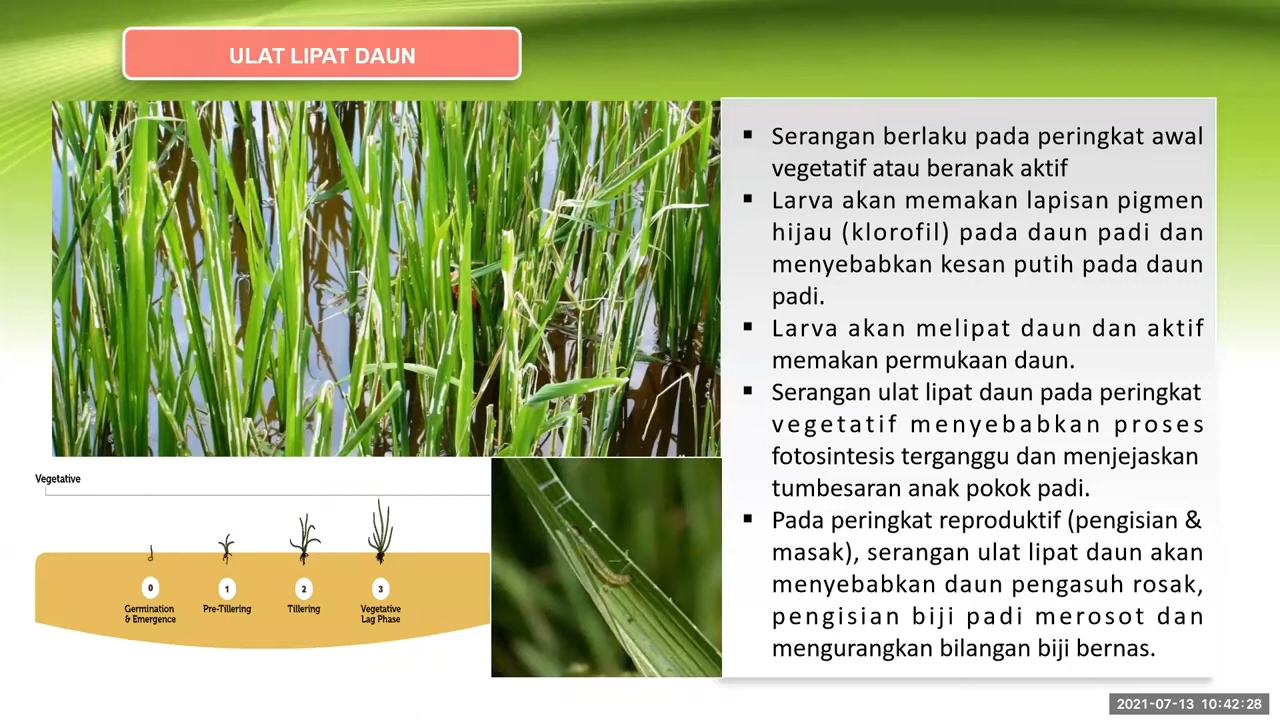 ULAT LIPAT DAUN
▪ Serangan berlaku pada peringkat awal
vegetatif atau beranak aktif
▪ Larva akan memakan lapisan pigmen
hijau (klorofil) pada daun padi dan
menyebabkan kesan putih pada daun
padi.
▪ Larva akan melipat daun dan aktif
memakan permukaan daun.
▪ Serangan ulat lipat daun pada peringkat
vegetatif menyebabkan proses
fotosintesis terganggu dan menjejaskan
tumbesaran anak pokok padi.
▪ Pada peringkat reproduktif (pengisian &
masak), serangan ulat lipat daun akan
menyebabkan daun pengasuh rosak,
pengisian biji padi merosot dan
mengurangkan bilangan biji bernas.
Vegetative
0 1 2 3
Germination Pre-Tillering Tillering Vegetative
& Emergence Lag Phase
2021-07-13 10:42:28